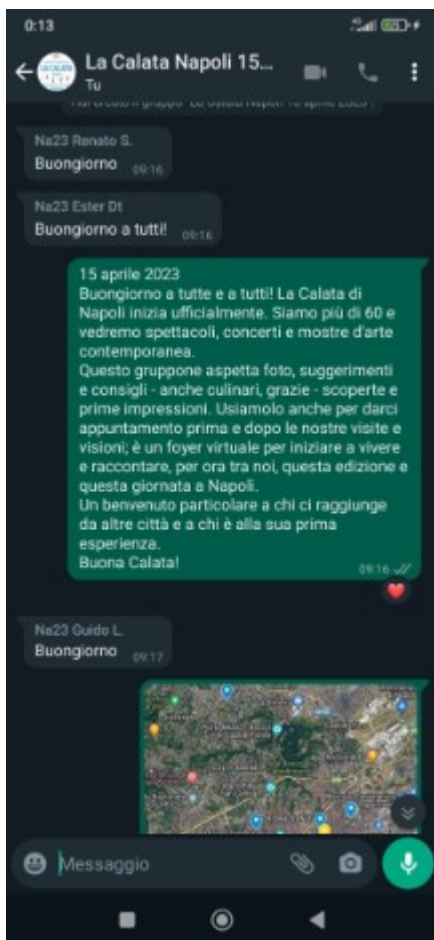 0:13
La Calata Napoli 15...
Tu
Na23 Renato S.
Buongiorno 09:16
Na23 Ester Dt
Buongiorno a tutti! 09:16
15 aprile 2023
Buongiorno a tutte e a tutti! La Calata di
Napoli inizia ufficialmente. Siamo più di 60 e
vedremo spettacoli, concerti e mostre d'arte
contemporanea.
Questo gruppone aspetta foto, suggerimenti
e consigli - anche culinari, grazie - scoperte e
prime impressioni. Usiamolo anche per darci
appuntamento prima e dopo le nostre visite e
visioni; è un foyer virtuale per iniziare a vivere
e raccontare, per ora tra noi, questa edizione e
questa giornata a Napoli.
Un benvenuto particolare a chi ci raggiunge
da altre città e a chi è alla sua prima
esperienza.
Buona Calata!
09:16
Na23 Guido L.
Buongiorno 09:17
Messaggio